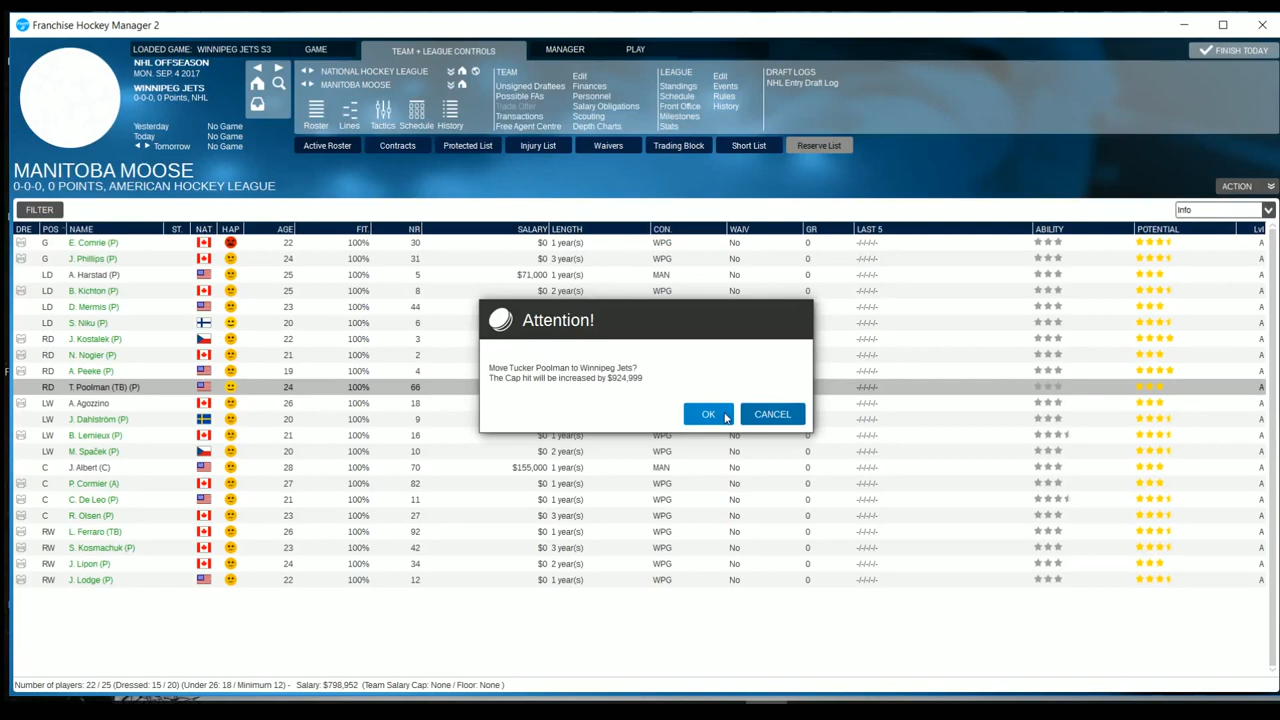 Franchise Hockey Manager 2
LOADED GAME: WINNIPEG JETS S3
GAME
TEAM + LEAGUE CONTROLS
MANAGER
PLAY
FINISH TODAY
NHL OFFSEASON
MON. SEP. 4 2017
WINNIPEG JETS
0-0-0, 0 POINTS, NHL
Yesterday No Game
Today No Game
Tomorrow No Game
NATIONAL HOCKEY LEAGUE
MANITOBA MOOSE
Roster Lines Tactics Schedule History
TEAM
Unsigned Draftees
Possible FAs
Trade Offer
Transactions
Free Agent Centre
Edit
Finances
Personnel
Salary Obligations
Scouting
Depth Charts
LEAGUE
Standings
Schedule
Front Office
Milestones
Stats
Edit
Events
Rules
History
DRAFT LOGS
NHL Entry Draft Log
Active Roster Contracts Protected List Injury List Waivers Trading Block Short List Reserve List
MANITOBA MOOSE
0-0-0, 0 POINTS, AMERICAN HOCKEY LEAGUE
ACTION
FILTER
Info
DRE POS NAME ST. NAT HAP AGE FIT. NR SALARY LENGTH CON. WAIV GR LAST 5 ABILITY POTENTIAL Lvl
G E. Comrie (P) 22 100% 30 $0 1 year(s) WPG No 0 -/-/-/-/- A
G J. Phillips (P) 24 100% 31 $0 3 year(s) WPG No 0 -/-/-/-/- A
LD A. Harstad (P) 25 100% 5 $71,000 1 year(s) MAN No 0 -/-/-/-/- A
LD B. Kichton (P) 25 100% 8 $0 2 year(s) WPG No 0 -/-/-/-/- A
LD D. Mermis (P) 23 100% 44 A
LD S. Niku (P) 20 100% 6 A
RD J. Kostalek (P) 22 100% 3 A
RD N. Nogier (P) 21 100% 2 A
RD A. Peeke (P) 19 100% 4 A
RD T. Poolman (TB) (P) 24 100% 66 A
LW A. Agozzino 26 100% 18 A
LW J. Dahlström (P) 20 100% 9 A
LW B. Lemieux (P) 21 100% 16 $0 1 year(s) WPG No 0 -/-/-/-/- A
LW M. Spaček (P) 20 100% 10 $0 2 year(s) WPG No 0 -/-/-/-/- A
C J. Albert (C) 28 100% 70 $155,000 1 year(s) MAN No 0 -/-/-/-/- A
C P. Cormier (A) 27 100% 82 $0 1 year(s) WPG No 0 -/-/-/-/- A
C C. De Leo (P) 21 100% 11 $0 1 year(s) WPG No 0 -/-/-/-/- A
C R. Olsen (P) 23 100% 27 $0 3 year(s) WPG No 0 -/-/-/-/- A
RW L. Ferraro (TB) 26 100% 92 $0 1 year(s) WPG No 0 -/-/-/-/- A
RW S. Kosmachuk (P) 23 100% 42 $0 3 year(s) WPG No 0 -/-/-/-/- A
RW J. Lipon (P) 24 100% 34 $0 2 year(s) WPG No 0 -/-/-/-/- A
RW J. Lodge (P) 22 100% 12 $0 1 year(s) WPG No 0 -/-/-/-/- A
Attention!
Move Tucker Poolman to Winnipeg Jets?
The Cap hit will be increased by $924,999
OK CANCEL
Number of players: 22 / 25 (Dressed: 15 / 20) (Under 26: 18 / Minimum 12) - Salary: $798,952 (Team Salary Cap: None / Floor: None )